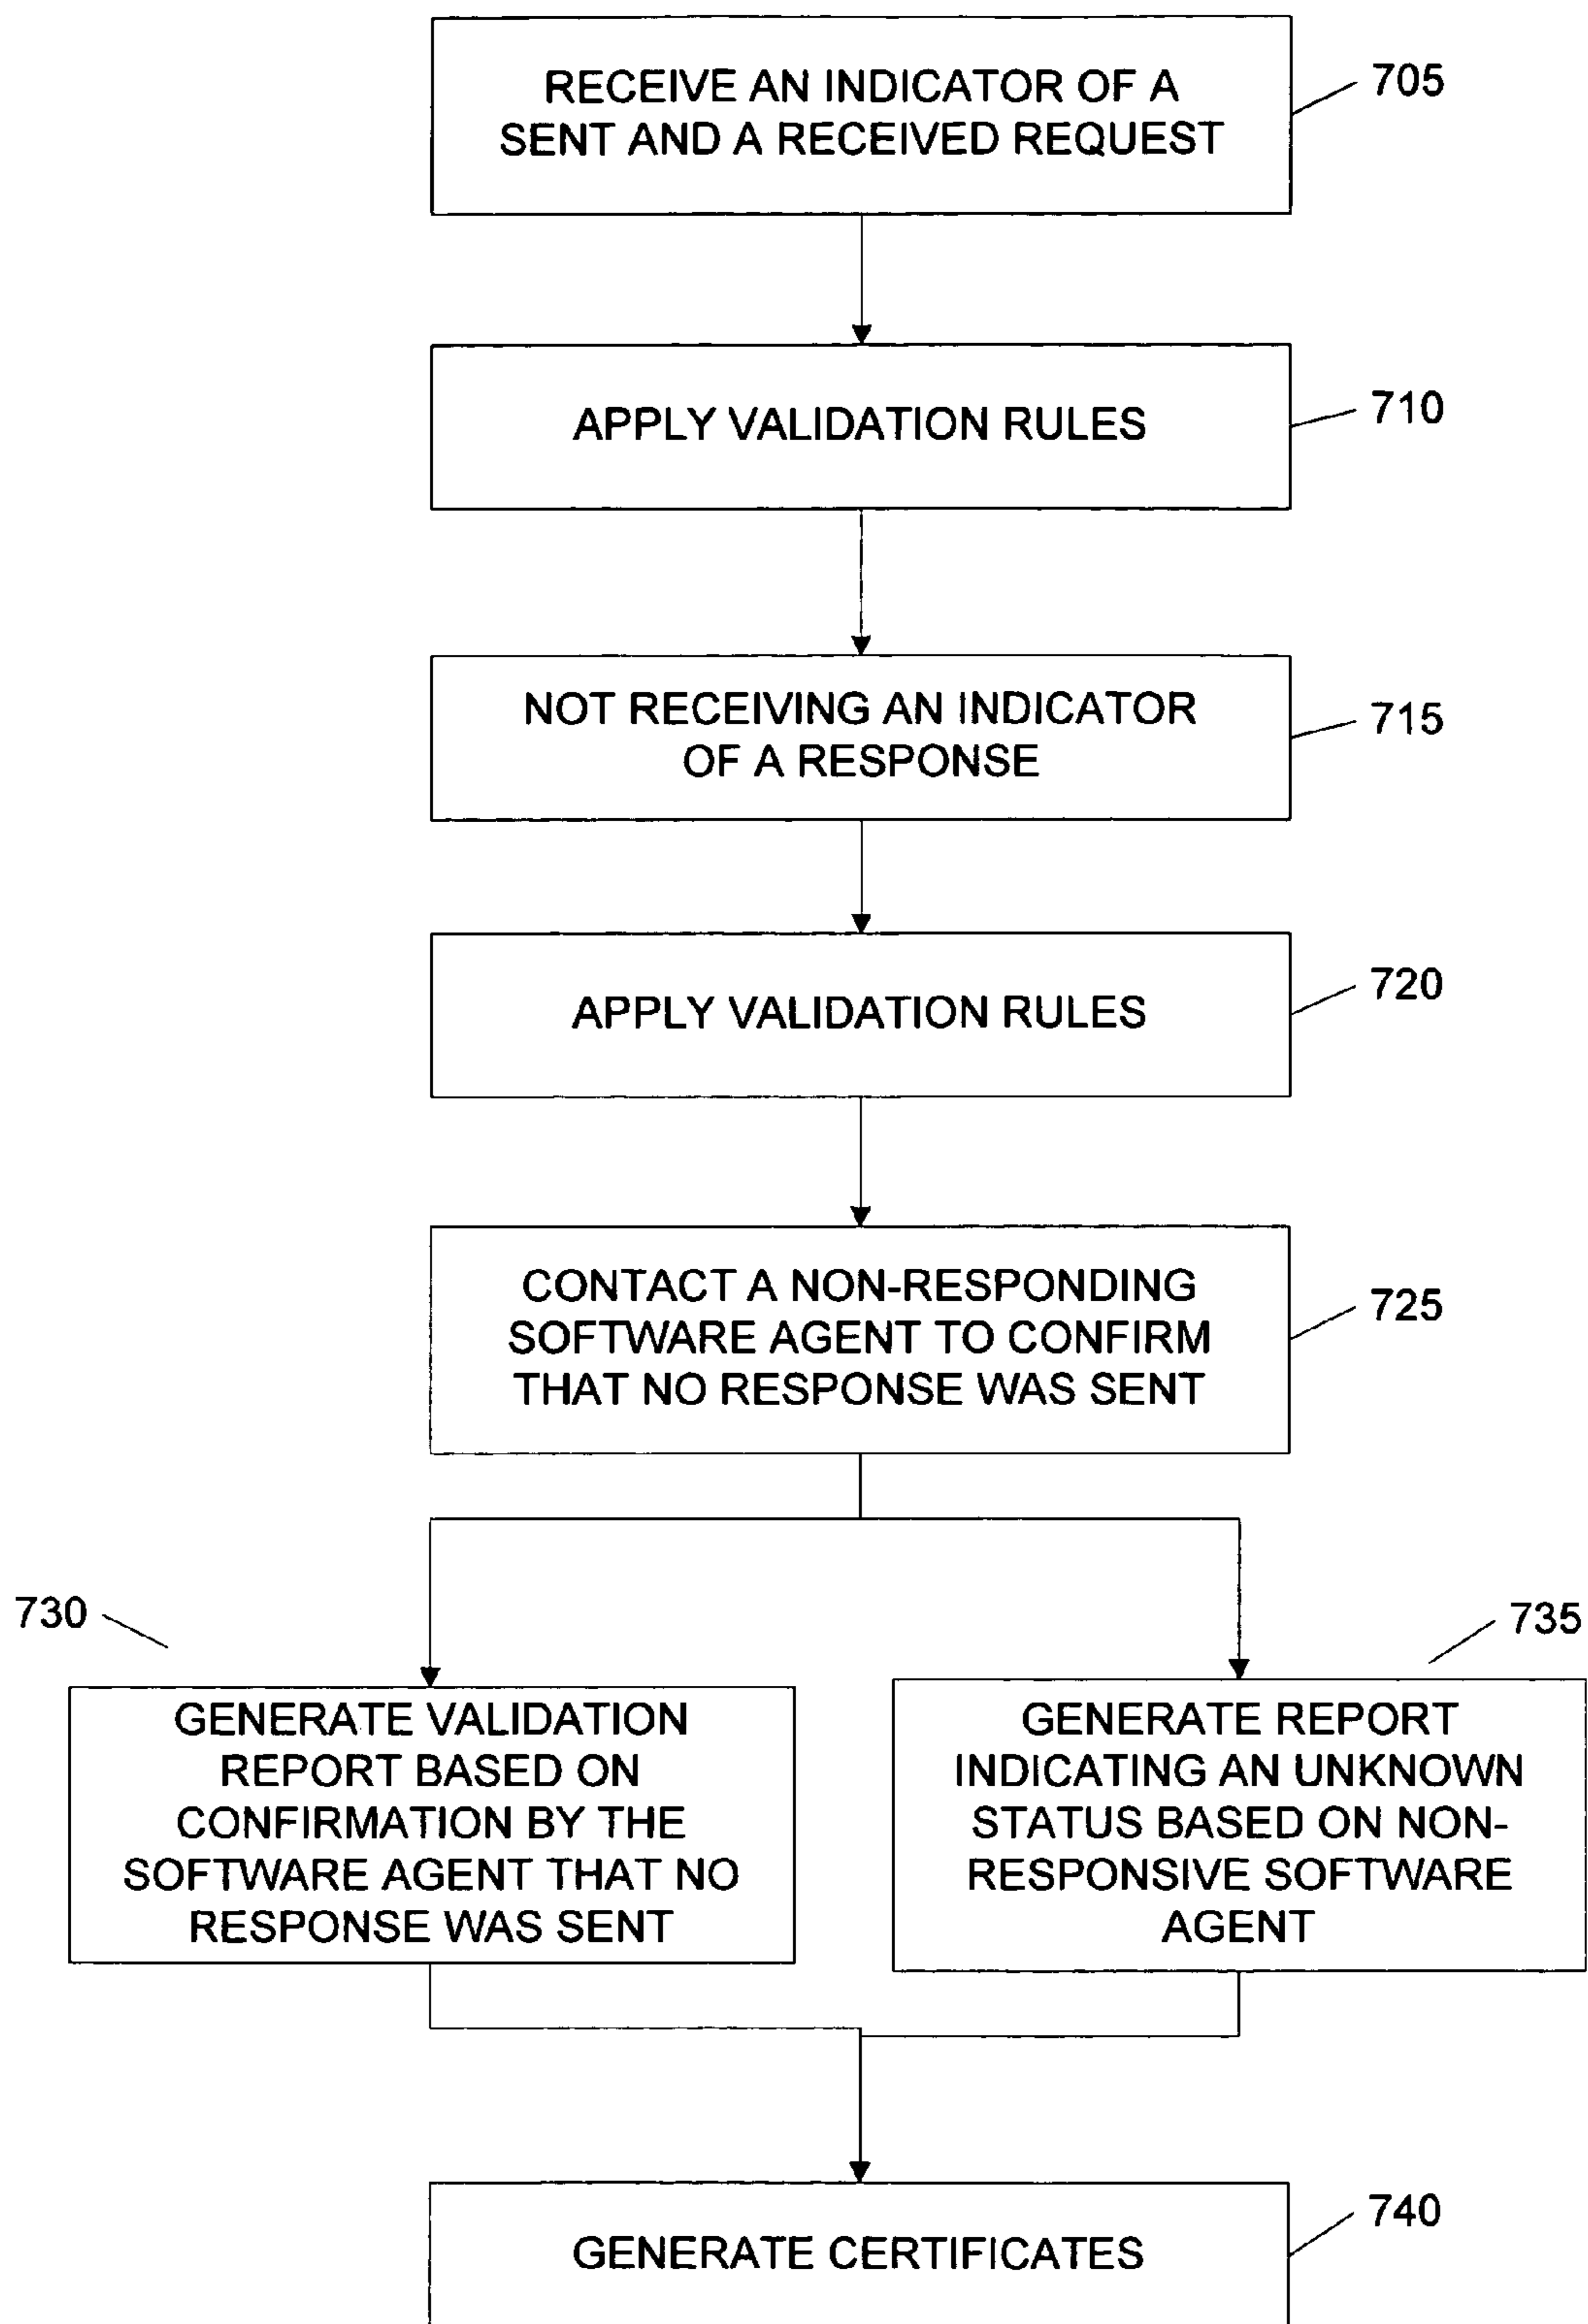 RECEIVE AN INDICATOR OF A
SENT AND A RECEIVED REQUEST
705
APPLY VALIDATION RULES
710
NOT RECEIVING AN INDICATOR
OF A RESPONSE
715
APPLY VALIDATION RULES
720
CONTACT A NON-RESPONDING
SOFTWARE AGENT TO CONFIRM
THAT NO RESPONSE WAS SENT
725
730
GENERATE VALIDATION
REPORT BASED ON
CONFIRMATION BY THE
SOFTWARE AGENT THAT NO
RESPONSE WAS SENT
735
GENERATE REPORT
INDICATING AN UNKNOWN
STATUS BASED ON NON-
RESPONSIVE SOFTWARE
AGENT
GENERATE CERTIFICATES
740